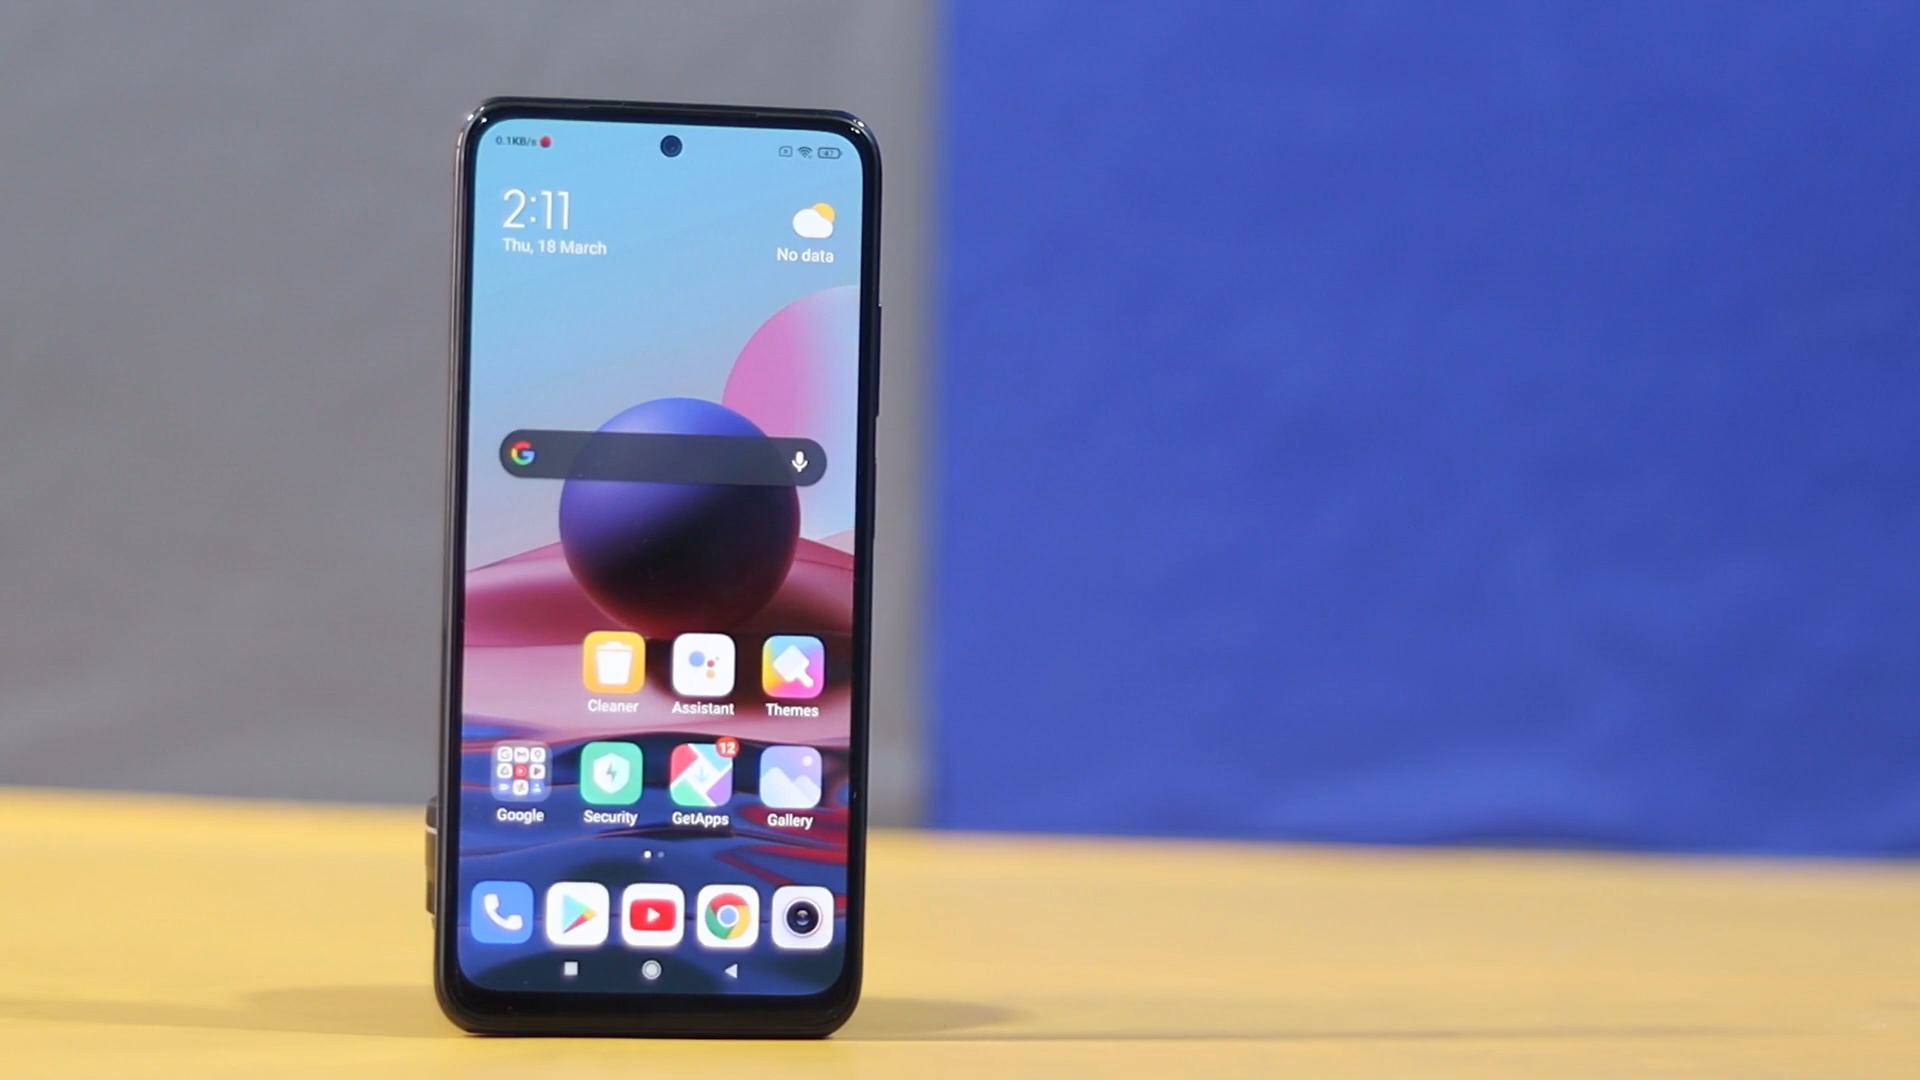 0.1KB/s
2:11
Thu, 18 March
No data
Cleaner
Assistant
Themes
12
Google
Security
GetApps
Gallery